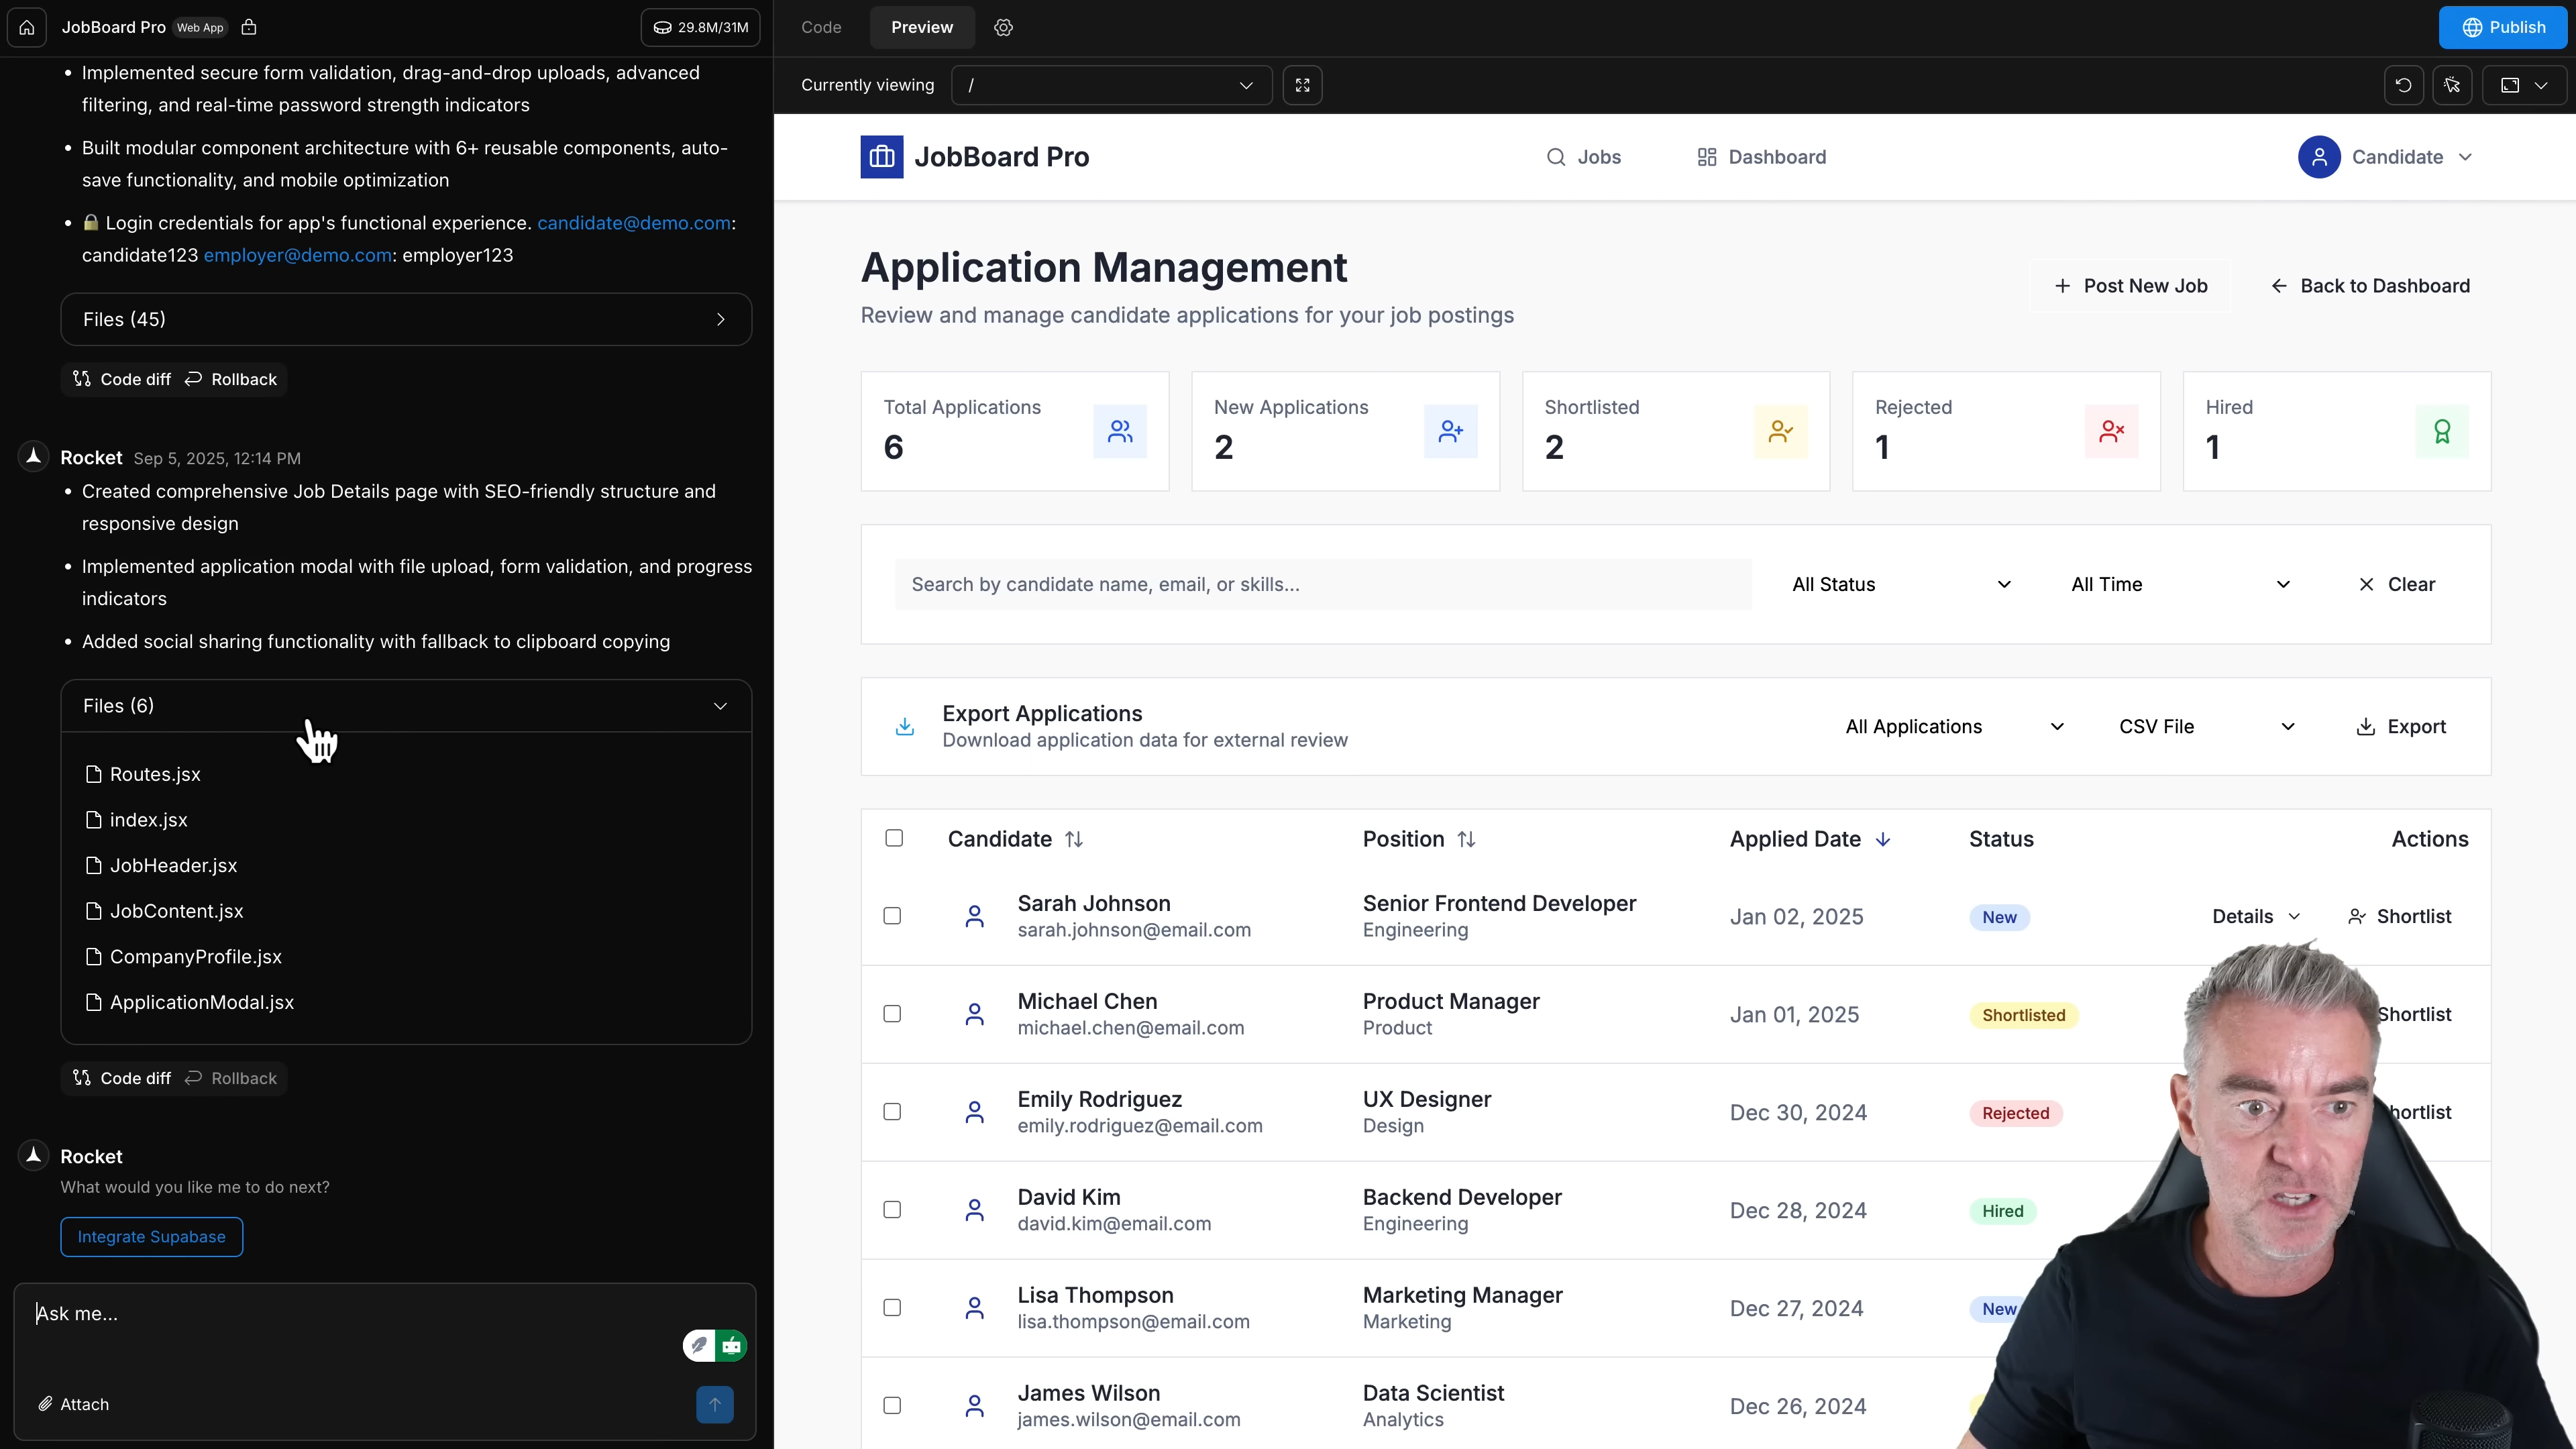 JobBoard Pro Web App
29.8M/31M
Implemented secure form validation, drag-and-drop uploads, advanced
filtering, and real-time password strength indicators
Built modular component architecture with 6+ reusable components, auto-
save functionality, and mobile optimization
Login credentials for app's functional experience. candidate@demo.com:
candidate123 employer@demo.com: employer123
Files (45)
Code diff Rollback
Rocket Sep 5, 2025, 12:14 PM
Created comprehensive Job Details page with SEO-friendly structure and
responsive design
Implemented application modal with file upload, form validation, and progress
indicators
Added social sharing functionality with fallback to clipboard copying
Files (6)
Routes.jsx
index.jsx
JobHeader.jsx
JobContent.jsx
CompanyProfile.jsx
ApplicationModal.jsx
Code diff Rollback
Rocket
What would you like me to do next?
Integrate Supabase
Ask me...
Attach
Code Preview
Publish
Currently viewing /
JobBoard Pro
Jobs Dashboard
Candidate
Application Management
Review and manage candidate applications for your job postings
+ Post New Job
Back to Dashboard
Total Applications
6
New Applications
2
Shortlisted
2
Rejected
1
Hired
1
Search by candidate name, email, or skills...
All Status
All Time
Clear
Export Applications
Download application data for external review
All Applications
CSV File
Export
Candidate Position Applied Date Status Actions
Sarah Johnson Senior Frontend Developer
sarah.johnson@email.com Engineering
Jan 02, 2025 New Details Shortlist
Michael Chen Product Manager
michael.chen@email.com Product
Jan 01, 2025 Shortlisted Shortlist
Emily Rodriguez UX Designer
emily.rodriguez@email.com Design
Dec 30, 2024 Rejected hortlist
David Kim Backend Developer
david.kim@email.com Engineering
Dec 28, 2024 Hired
Lisa Thompson Marketing Manager
lisa.thompson@email.com Marketing
Dec 27, 2024 New
James Wilson Data Scientist
james.wilson@email.com Analytics
Dec 26, 2024